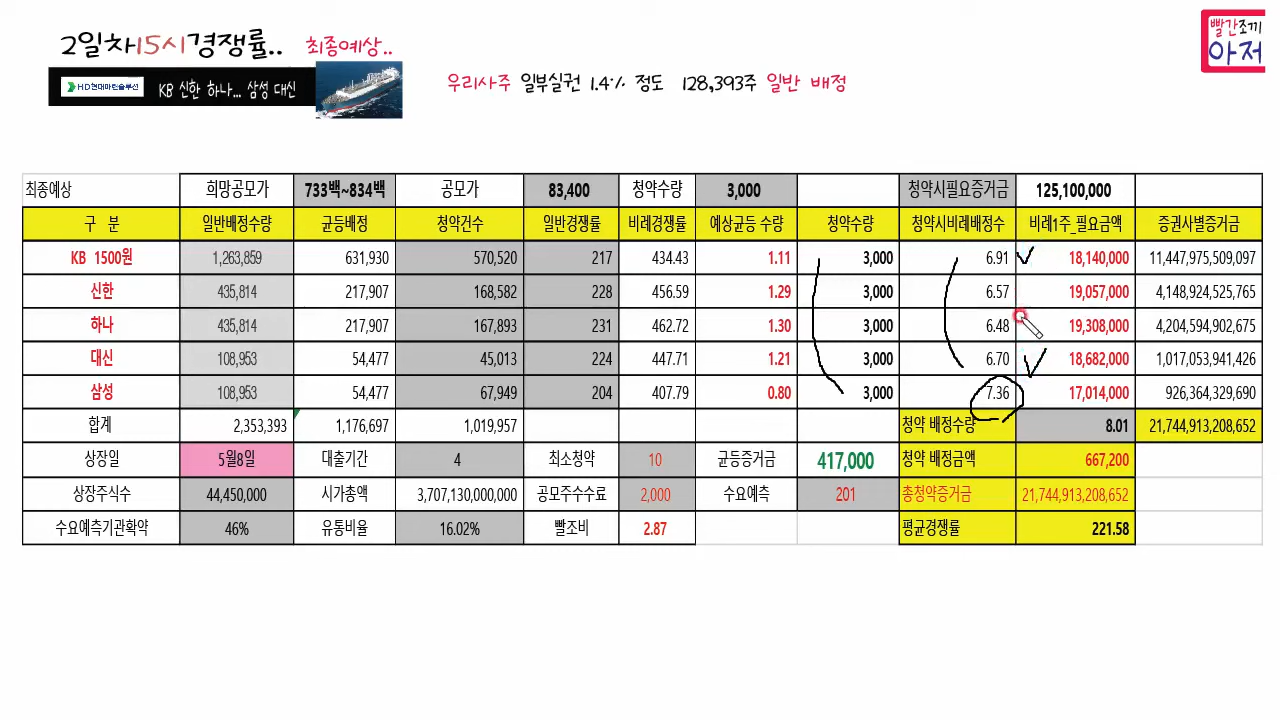 2일차15시경쟁률.. 최종예상..
빨간조끼
아저
HD현대마린솔루션 KB 신한 하나... 삼성 대신
우리사주 일부실권 1.4% 정도 128,393주 일반 배정
최종예상 희망공모가 733백~834백 공모가 83,400 청약수량 3,000 청약시필요증거금 125,100,000
구 분 일반배정수량 균등배정 청약건수 일반경쟁률 비례경쟁률 예상균등 수량 청약수량 청약시비례배정수 비례1주_필요금액 증권사별증거금
KB 1500원 1,263,859 631,930 570,520 217 434.43 1.11 3,000 6.91 18,140,000 11,447,975,509,097
신한 435,814 217,907 168,582 228 456.59 1.29 3,000 6.57 19,057,000 4,148,924,525,765
하나 435,814 217,907 167,893 231 462.72 1.30 3,000 6.48 19,308,000 4,204,594,902,675
대신 108,953 54,477 45,013 224 447.71 1.21 3,000 6.70 18,682,000 1,017,053,941,426
삼성 108,953 54,477 67,949 204 407.79 0.80 3,000 7.36 17,014,000 926,364,329,690
합계 2,353,393 1,176,697 1,019,957 청약 배정수량 8.01 21,744,913,208,652
상장일 5월8일 대출기간 4 최소청약 10 균등증거금 417,000 청약 배정금액 667,200
상장주식수 44,450,000 시가총액 3,707,130,000,000 공모주수수료 2,000 수요예측 201 총청약증거금 21,744,913,208,652
수요예측기관확약 46% 유통비율 16.02% 빨조비 2.87 평균경쟁률 221.58